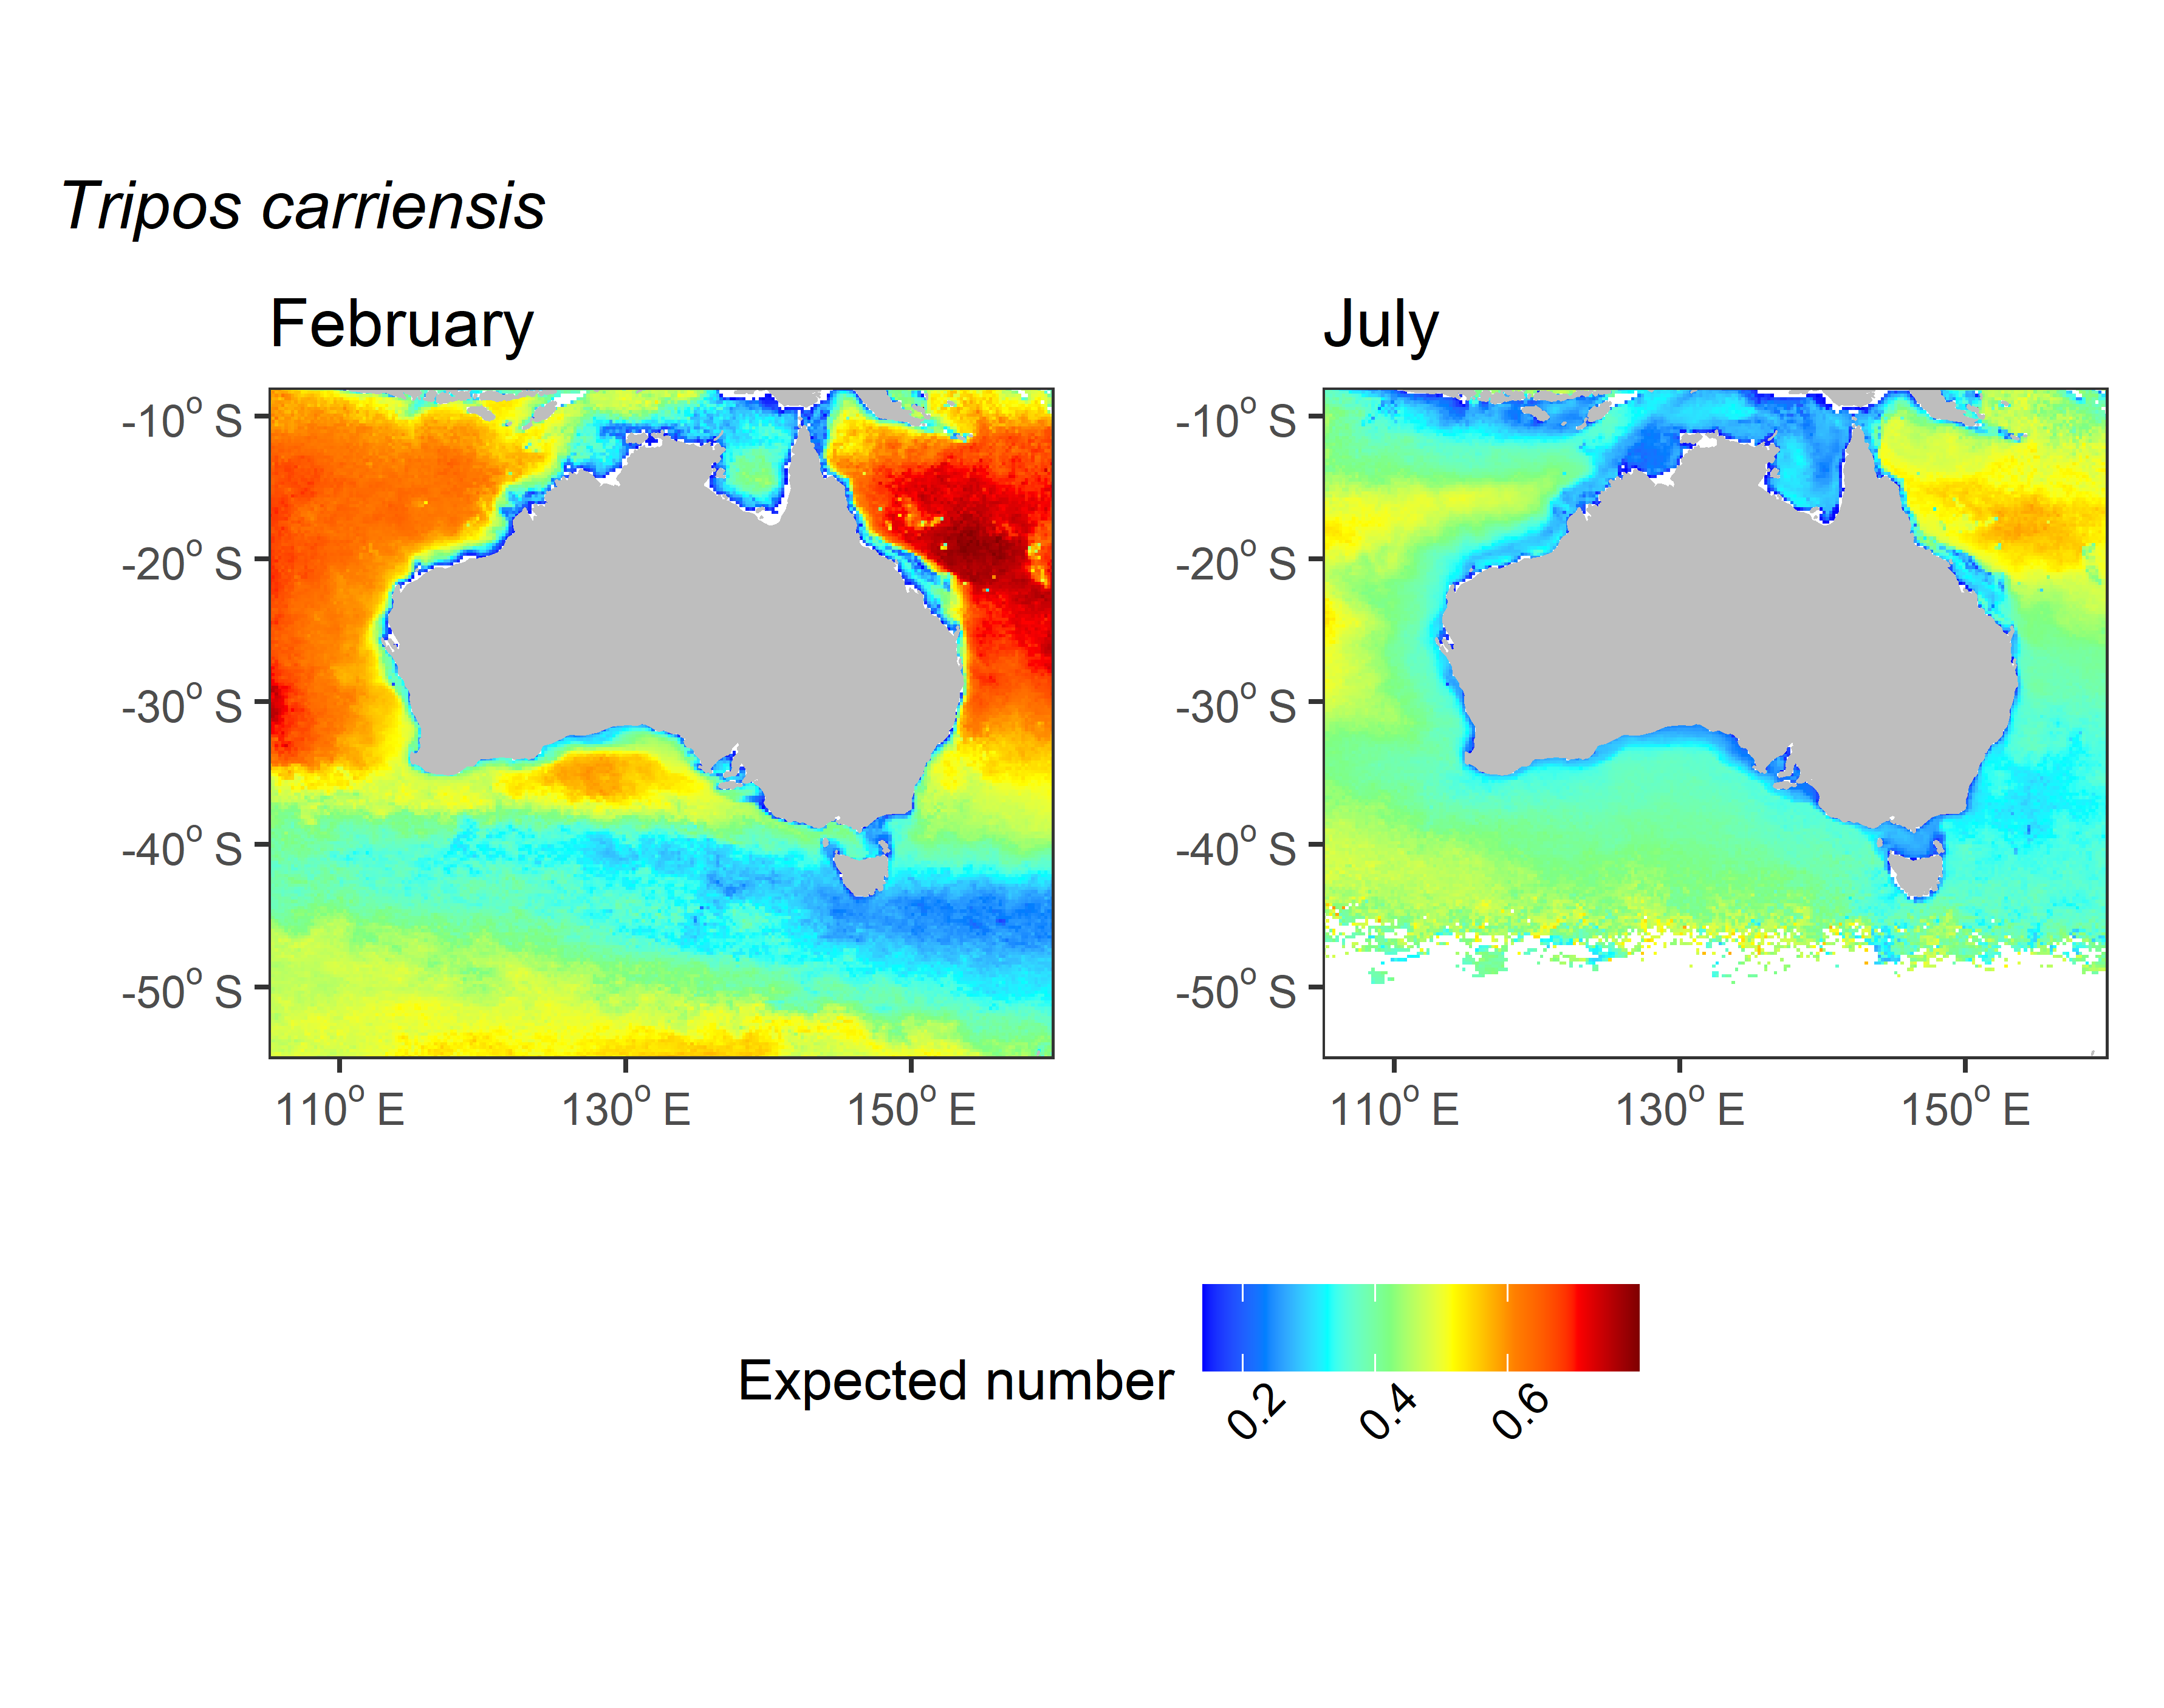 Tripos carriensis
February
July
-10° S
-20° S
-30° S
-40° S
-50° S
110° E 130° E 150° E
-10° S
-20° S
-30° S
-40° S
-50° S
110° E 130° E 150° E
Expected number
0.2 0.4 0.6